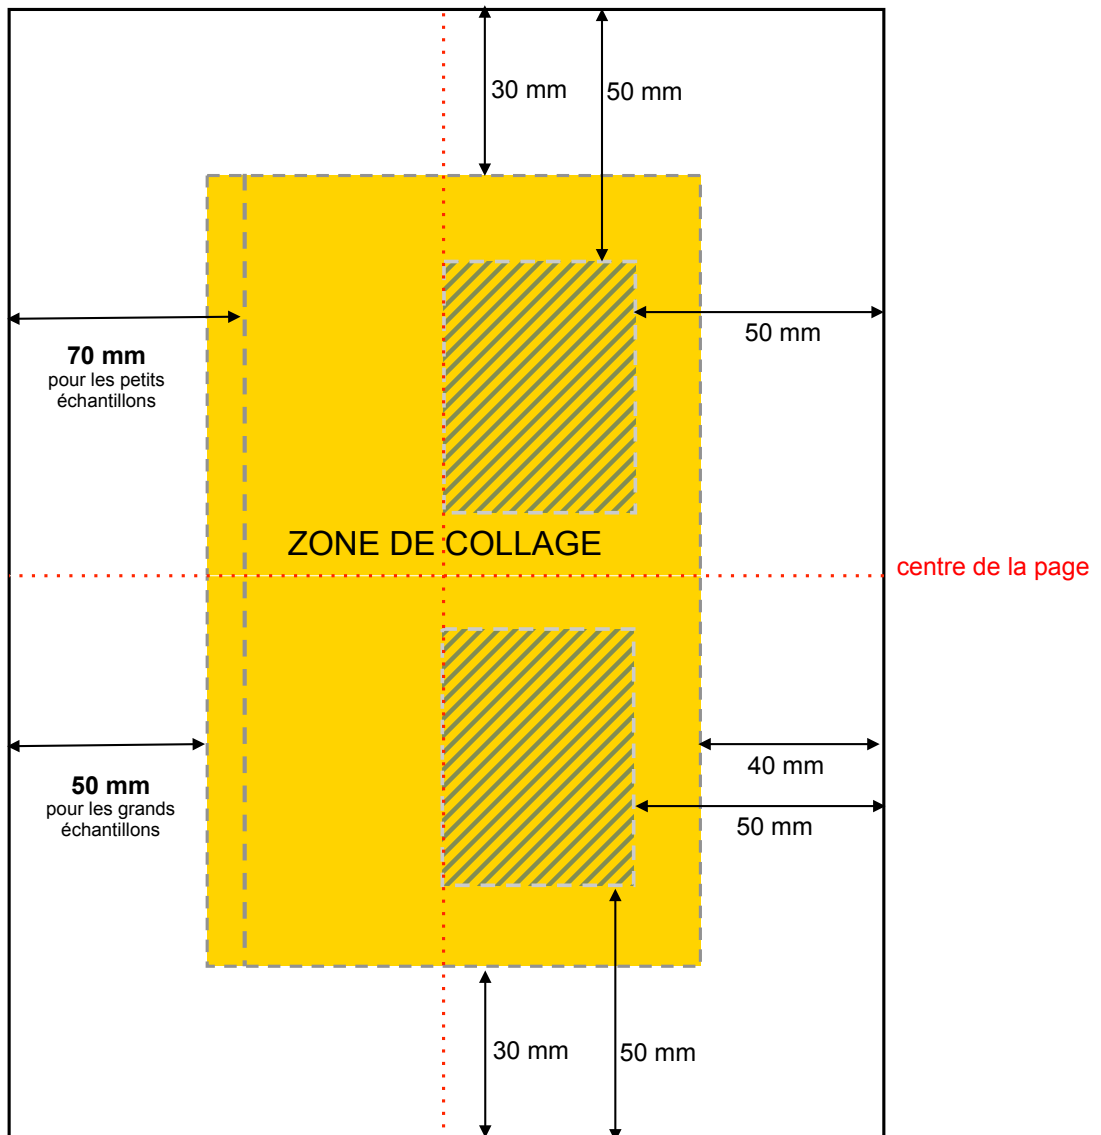 30 mm
50 mm
50 mm
70 mm
pour les petits
échantillons
ZONE DE COLLAGE
centre de la page
50 mm
pour les grands
échantillons
40 mm
50 mm
30 mm
50 mm